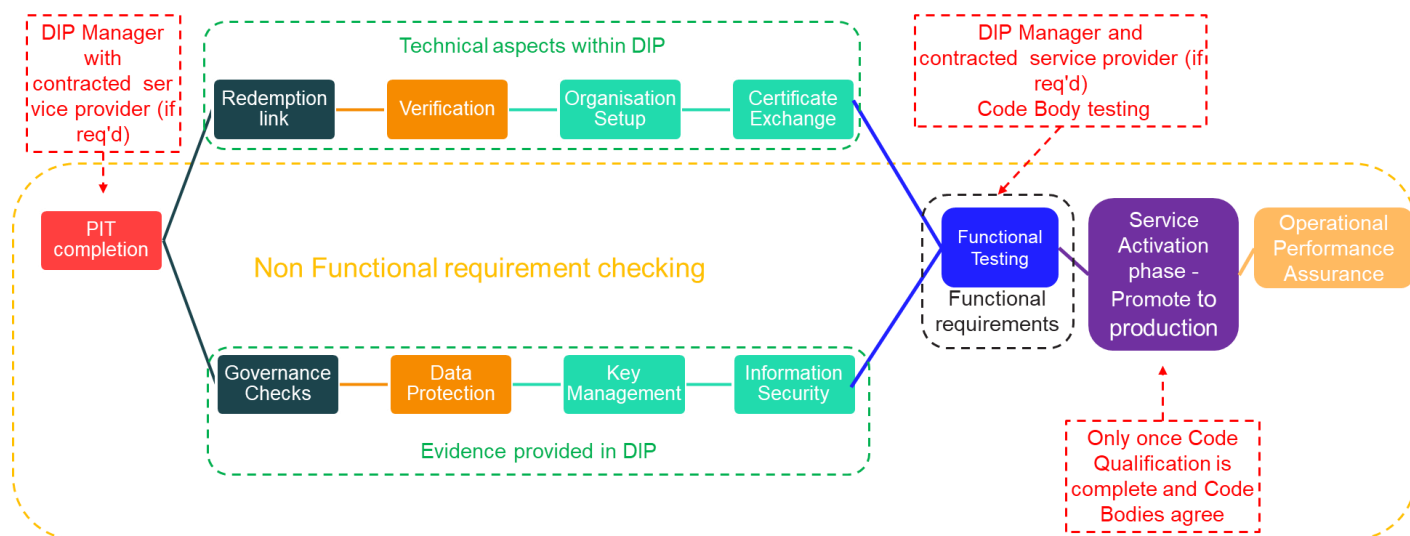 DIP Manager
with
contracted ser
vice provider (if
req'd)
Technical aspects within DIP
Redemption
link
Verification
Organisation
Setup
Certificate
Exchange
DIP Manager and
contracted service provider (if
req'd)
Code Body testing
PIT
completion
Non Functional requirement checking
Functional
Testing
Functional
requirements
Service
Activation
phase -
Promote to
production
Operational
Performance
Assurance
Governance
Checks
Data
Protection
Key
Management
Information
Security
Evidence provided in DIP
Only once Code
Qualification is
complete and Code
Bodies agree